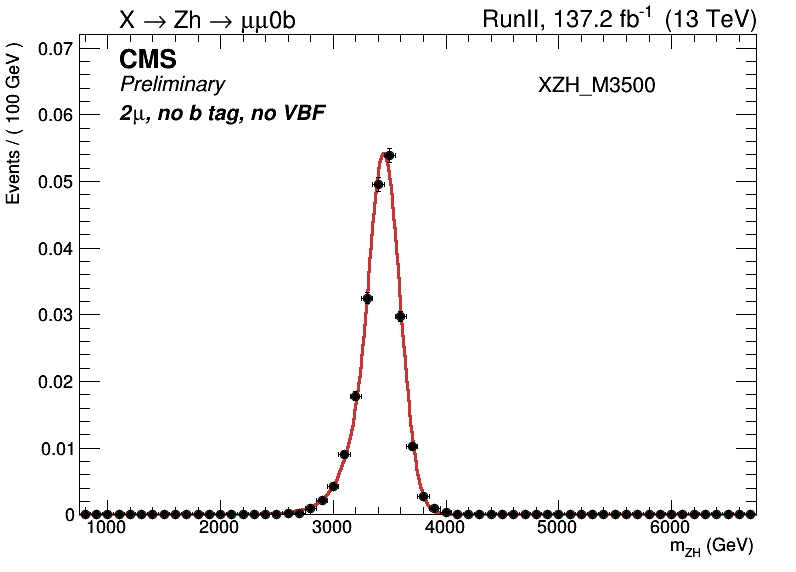 X → Zh → μμ0b
RunII, 137.2 fb⁻¹ (13 TeV)
CMS
Preliminary
2μ, no b tag, no VBF
XZH_M3500
Events / ( 100 GeV )
0.07
0.06
0.05
0.04
0.03
0.02
0.01
0
1000 2000 3000 4000 5000 6000
m_ZH (GeV)